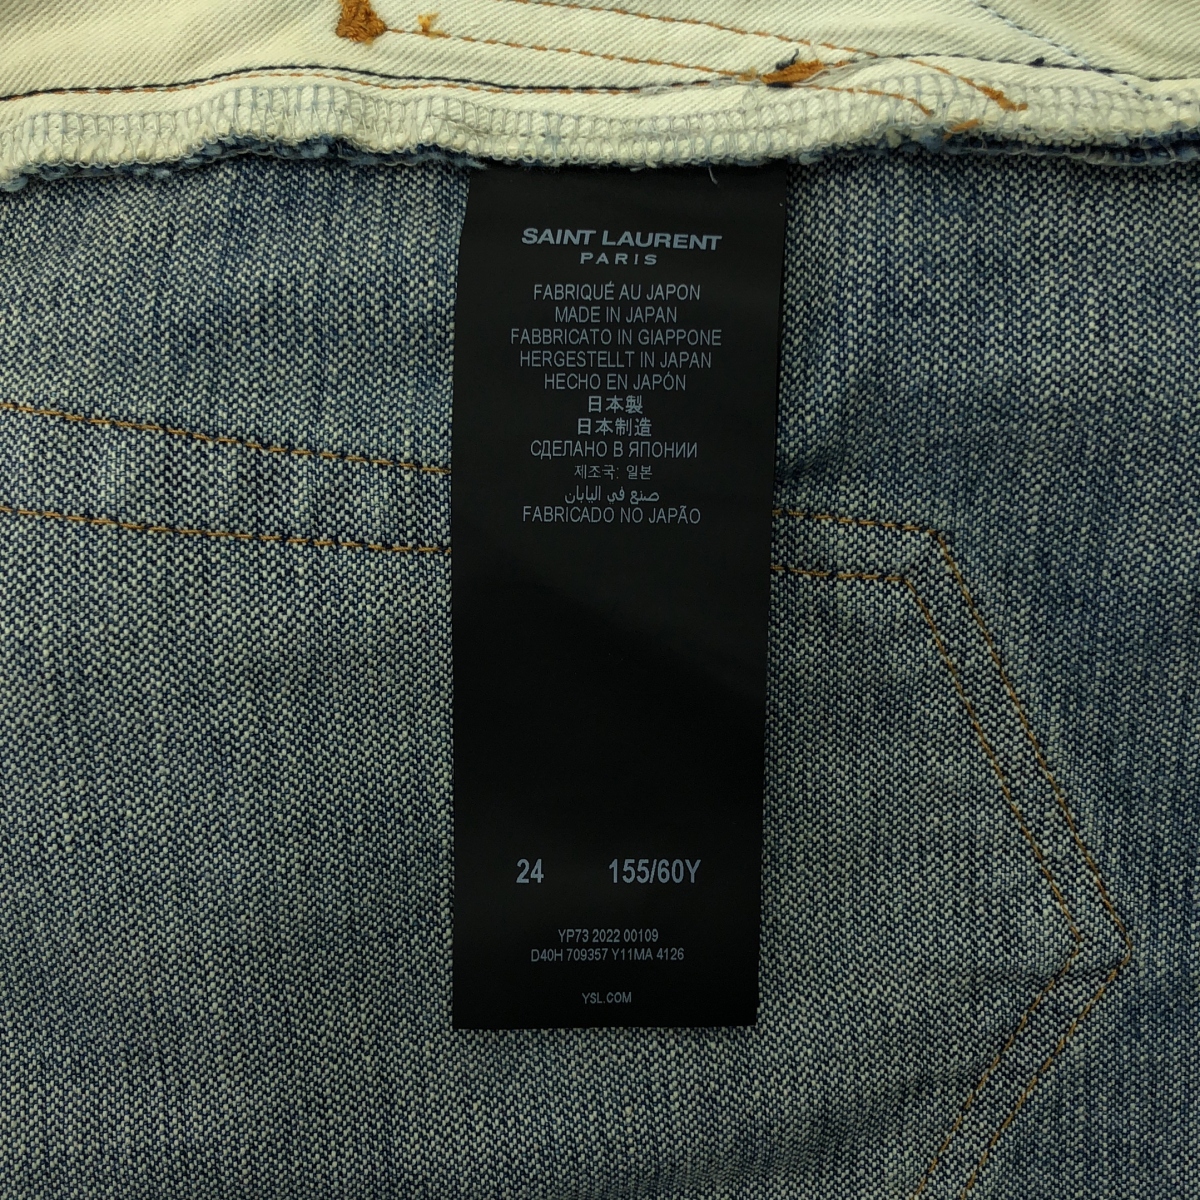 SAINT LAURENT
PARIS
FABRIQUÉ AU JAPON
MADE IN JAPAN
FABBRICATO IN GIAPPONE
HERGESTELLT IN JAPAN
HECHO EN JAPÓN
日本製
日本制造
СДЕЛАНО В ЯПОНИИ
제조국: 일본
صنع في اليابان
FABRICADO NO JAPÃO
24 155/60Y
YP73 2022 00109
D40H 709357 Y11MA 4126
YSL.COM